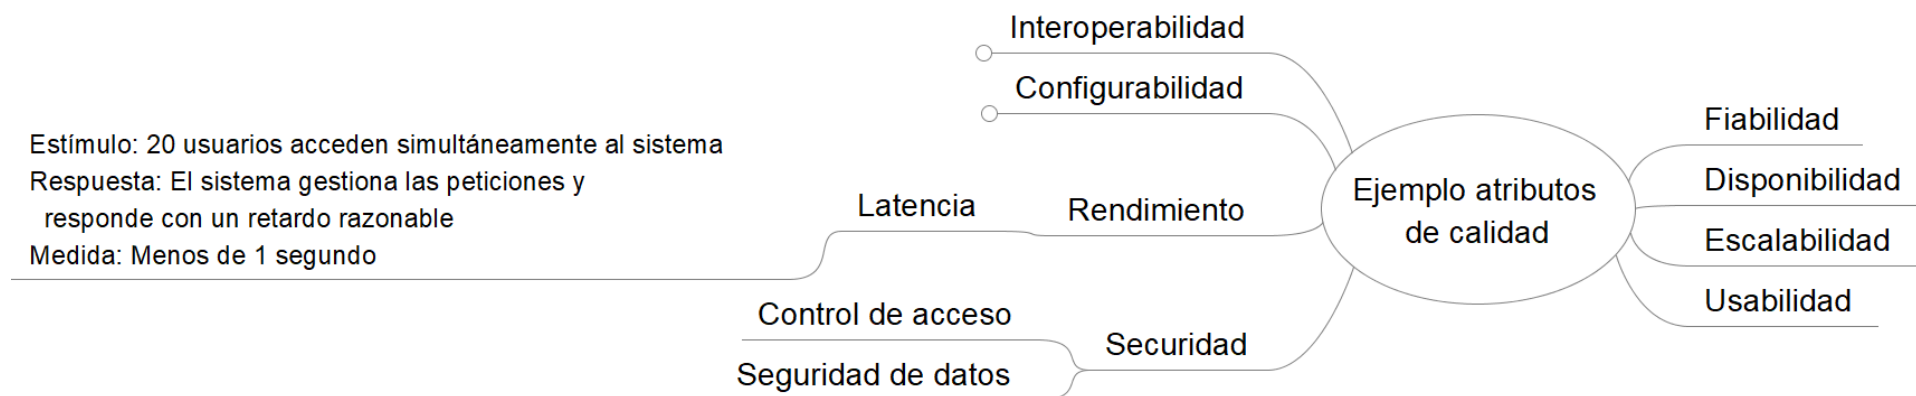 Interoperabilidad
Configurabilidad
Estímulo: 20 usuarios acceden simultáneamente al sistema
Respuesta: El sistema gestiona las peticiones y
responde con un retardo razonable
Medida: Menos de 1 segundo
Latencia
Rendimiento
Control de acceso
Seguridad de datos
Securidad
Ejemplo atributos
de calidad
Fiabilidad
Disponibilidad
Escalabilidad
Usabilidad